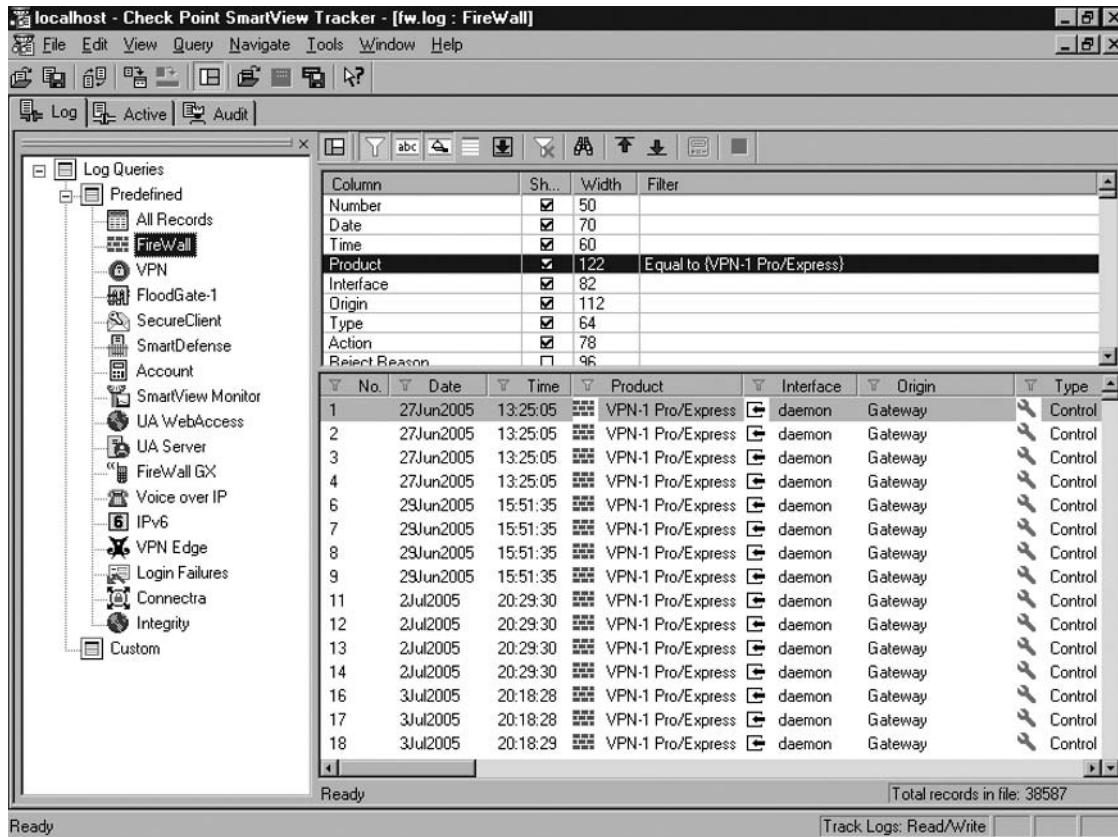 localhost - Check Point SmartView Tracker - [fw.log : FireWall]
File Edit View Query Navigate Tools Window Help
Log Active Audit
Log Queries
Predefined
All Records
FireWall
VPN
FloodGate-1
SecureClient
SmartDefense
Account
SmartView Monitor
UA WebAccess
UA Server
FireWall GX
Voice over IP
6 IPv6
VPN Edge
Login Failures
Connectra
Integrity
Custom
abc
Column Sh... Width Filter
Number 50
Date 70
Time 60
Product 122 Equal to {VPN-1 Pro/Express}
Interface 82
Origin 112
Type 64
Action 78
Reject Reason 96
No. Date Time Product Interface Origin Type
1 27Jun2005 13:25:05 VPN-1 Pro/Express daemon Gateway Control
2 27Jun2005 13:25:05 VPN-1 Pro/Express daemon Gateway Control
3 27Jun2005 13:25:05 VPN-1 Pro/Express daemon Gateway Control
4 27Jun2005 13:25:05 VPN-1 Pro/Express daemon Gateway Control
6 29Jun2005 15:51:35 VPN-1 Pro/Express daemon Gateway Control
7 29Jun2005 15:51:35 VPN-1 Pro/Express daemon Gateway Control
8 29Jun2005 15:51:35 VPN-1 Pro/Express daemon Gateway Control
9 29Jun2005 15:51:35 VPN-1 Pro/Express daemon Gateway Control
11 2Jul2005 20:29:30 VPN-1 Pro/Express daemon Gateway Control
12 2Jul2005 20:29:30 VPN-1 Pro/Express daemon Gateway Control
13 2Jul2005 20:29:30 VPN-1 Pro/Express daemon Gateway Control
14 2Jul2005 20:29:30 VPN-1 Pro/Express daemon Gateway Control
16 3Jul2005 20:18:28 VPN-1 Pro/Express daemon Gateway Control
17 3Jul2005 20:18:28 VPN-1 Pro/Express daemon Gateway Control
18 3Jul2005 20:18:29 VPN-1 Pro/Express daemon Gateway Control
Ready Total records in file: 38587
Ready Track Logs: Read/Write